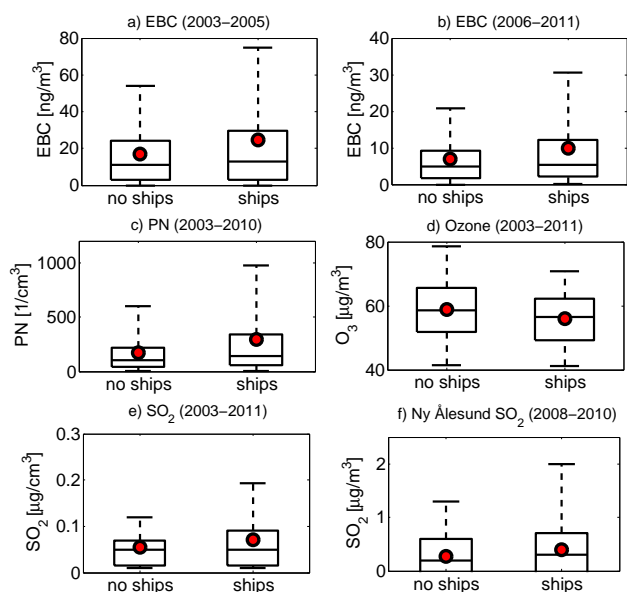 a) EBC (2003−2005)
80
60
40
20
0
EBC [ng/m³]
no ships
ships
b) EBC (2006−2011)
40
30
20
10
0
EBC [ng/m³]
no ships
ships
c) PN (2003−2010)
1000
500
0
PN [1/cm³]
no ships
ships
d) Ozone (2003−2011)
80
60
40
O₃ [µg/m³]
no ships
ships
e) SO₂ (2003−2011)
0.3
0.2
0.1
0
SO₂ [µg/cm³]
no ships
ships
f) Ny Ålesund SO₂ (2008−2010)
2
1
0
SO₂ [µg/m³]
no ships
ships